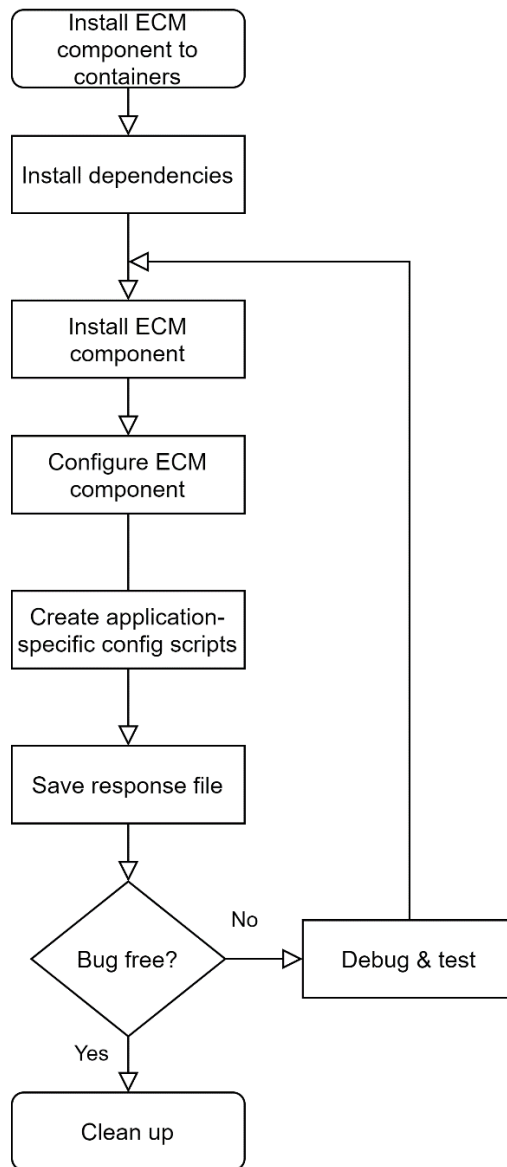 Install ECM
component to
containers
Install dependencies
Install ECM
component
Configure ECM
component
Create application-
specific config scripts
Save response file
Bug free?
No
Debug & test
Yes
Clean up